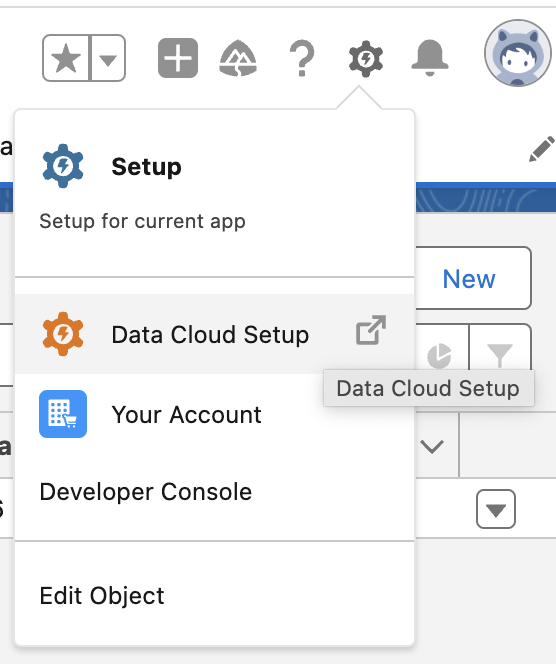 Setup
Setup for current app
New
Data Cloud Setup
Data Cloud Setup
Your Account
Developer Console
Edit Object